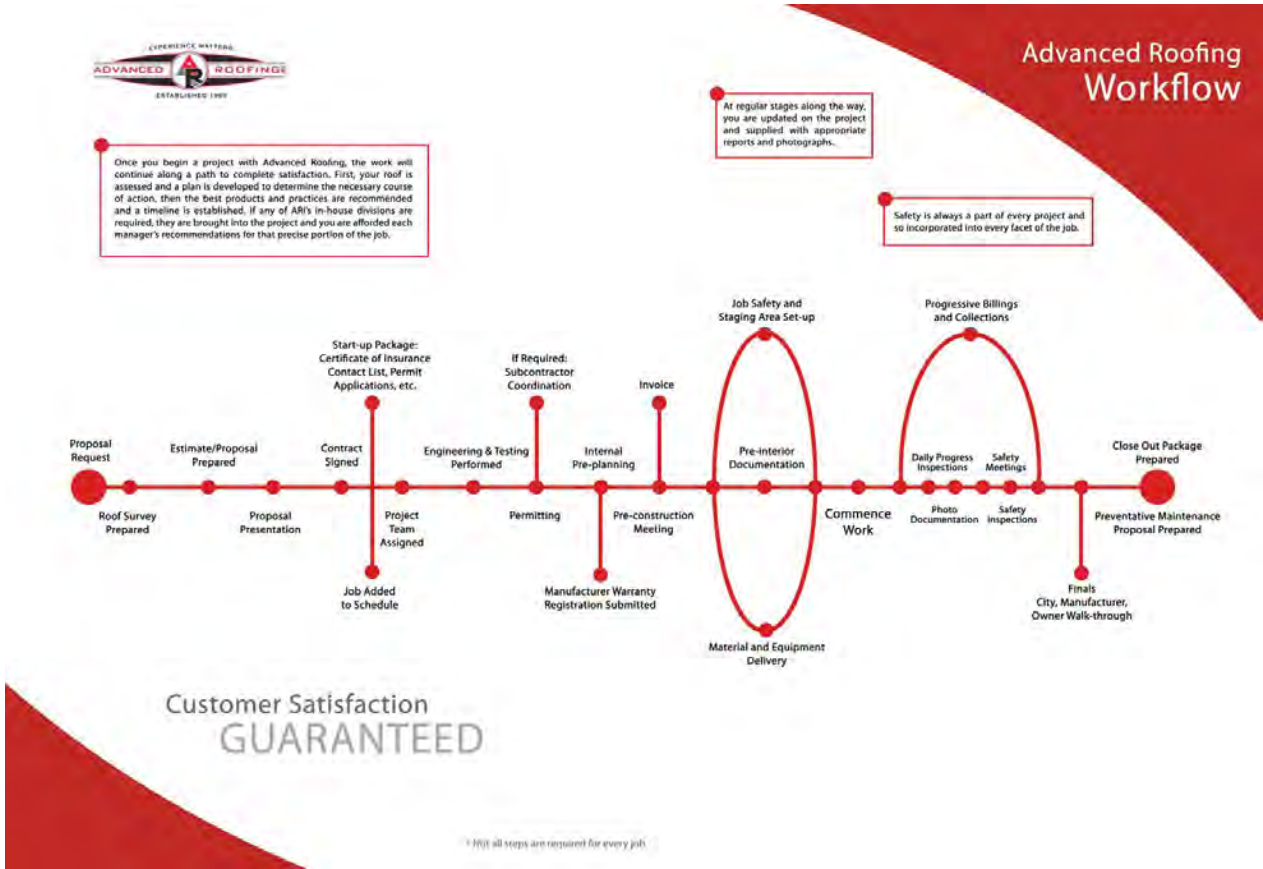 EXPERIENCE MATTERS
ADVANCED AR ROOFING
ESTABLISHED 1983
Advanced Roofing
Workflow
At regular stages along the way,
you are updated on the project
and supplied with appropriate
reports and photographs.
Once you begin a project with Advanced Roofing, the work will
continue along a path to complete satisfaction. First, your roof is
assessed and a plan is developed to determine the necessary course
of action, then the best products and practices are recommended
and a timeline is established. If any of ARI's in-house divisions are
required, they are brought into the project and you are afforded each
manager's recommendations for that precise portion of the job.
Safety is always a part of every project and
so incorporated into every facet of the job.
Proposal
Request
Roof Survey
Prepared
Estimate/Proposal
Prepared
Proposal
Presentation
Contract
Signed
Start-up Package:
Certificate of Insurance
Contact List, Permit
Applications, etc.
Job Added
to Schedule
Project
Team
Assigned
Engineering & Testing
Performed
If Required:
Subcontractor
Coordination
Permitting
Internal
Pre-planning
Manufacturer Warranty
Registration Submitted
Invoice
Pre-construction
Meeting
Job Safety and
Staging Area Set-up
Pre-interior
Documentation
Material and Equipment
Delivery
Commence
Work
Progressive Billings
and Collections
Daily Progress
Inspections
Photo
Documentation
Safety
Meetings
Safety
Inspections
Finals
City, Manufacturer,
Owner Walk-through
Close Out Package
Prepared
Preventative Maintenance
Proposal Prepared
Customer Satisfaction
GUARANTEED
* Not all steps are required for every job